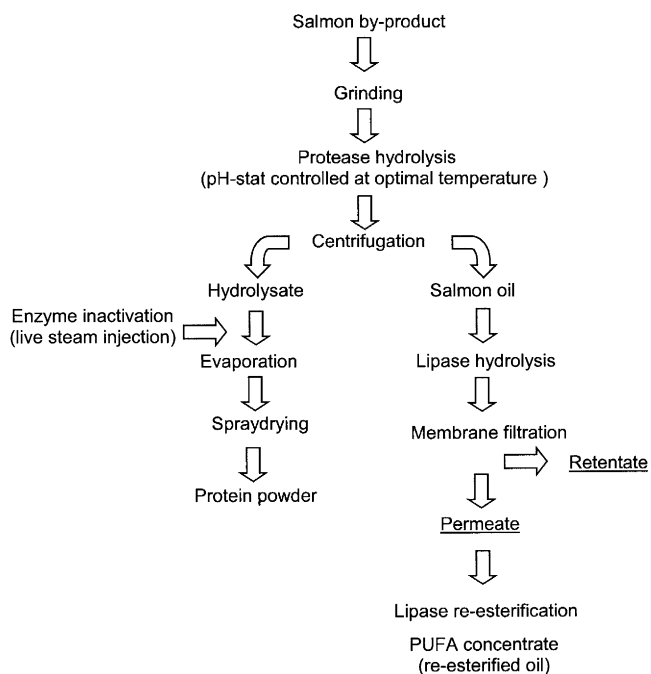 Salmon by-product
Grinding
Protease hydrolysis
(pH-stat controlled at optimal temperature )
Centrifugation
Hydrolysate
Salmon oil
Enzyme inactivation
(live steam injection)
Evaporation
Lipase hydrolysis
Spraydrying
Membrane filtration
Retentate
Protein powder
Permeate
Lipase re-esterification
PUFA concentrate
(re-esterified oil)